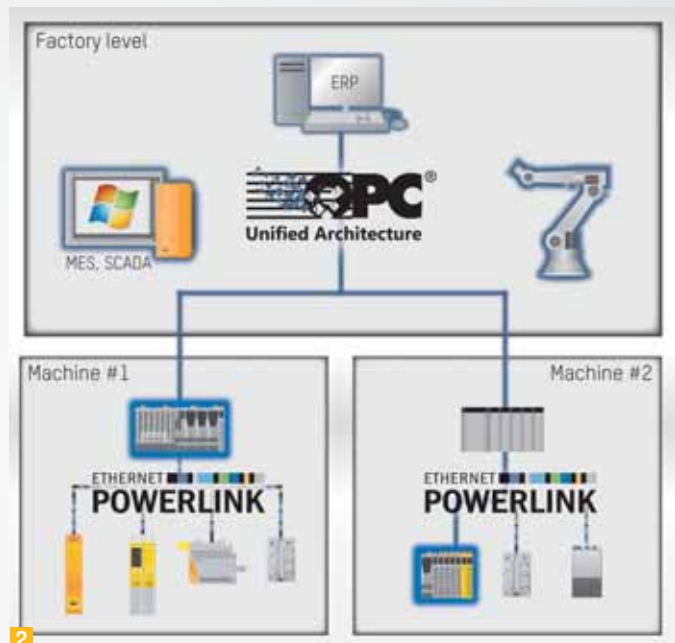 Factory level
ERP
OPC®
Unified Architecture
MES, SCADA
Machine #1
Machine #2
ETHERNET
POWERLINK
ETHERNET
POWERLINK
2